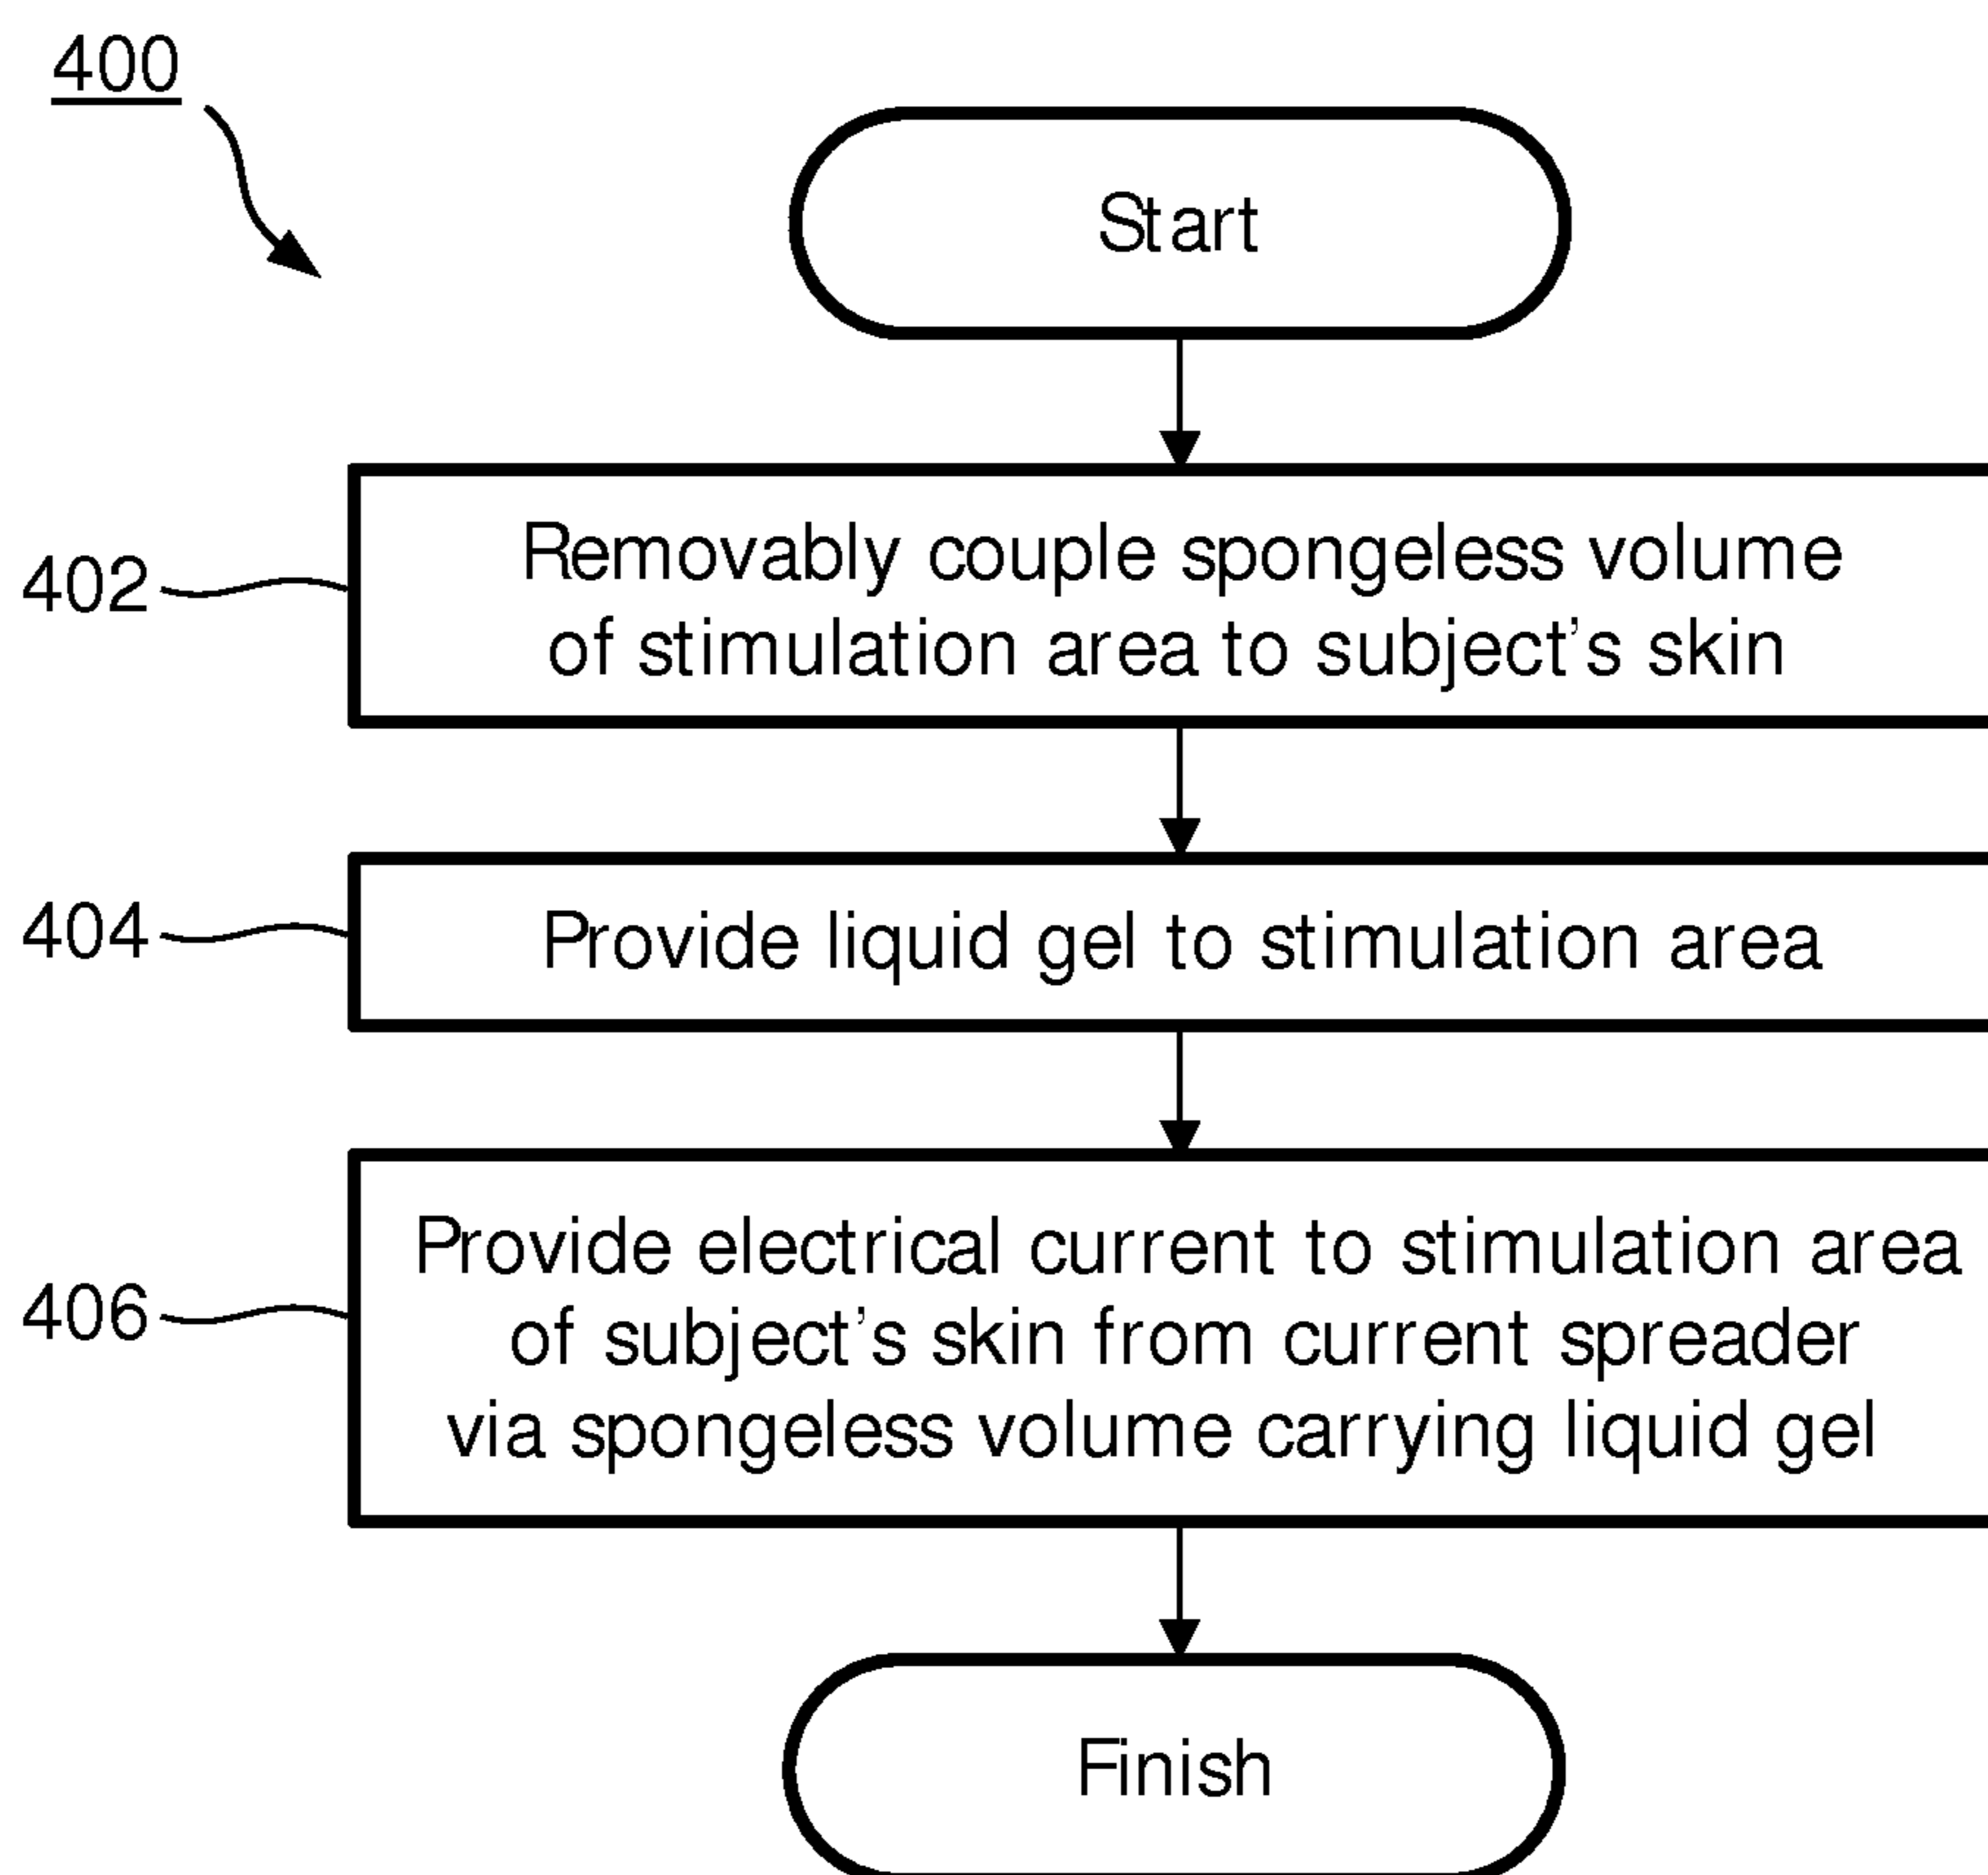 400
Start
402
Removably couple spongeless volume
of stimulation area to subject's skin
404
Provide liquid gel to stimulation area
406
Provide electrical current to stimulation area
of subject's skin from current spreader
via spongeless volume carrying liquid gel
Finish